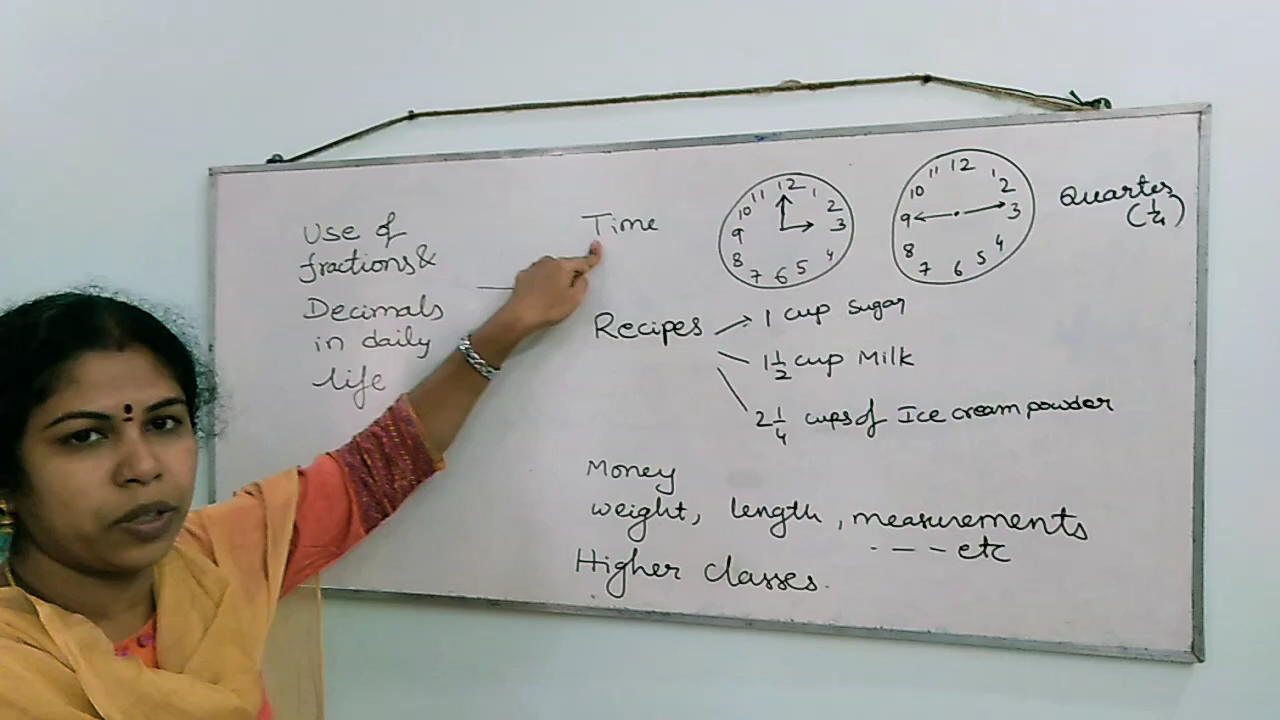 Use of
fractions &
Decimals
in daily
life
Time
12
1
2
3
4
5
6
7
8
9
10
11
12
1
2
3
4
5
6
7
8
9
10
11
Quarter
(1/4)
Recipes
1 cup sugar
1 1/2 cup Milk
2 1/4 cups of Ice cream powder
Money
weight, length, measurements
---etc
Higher classes.